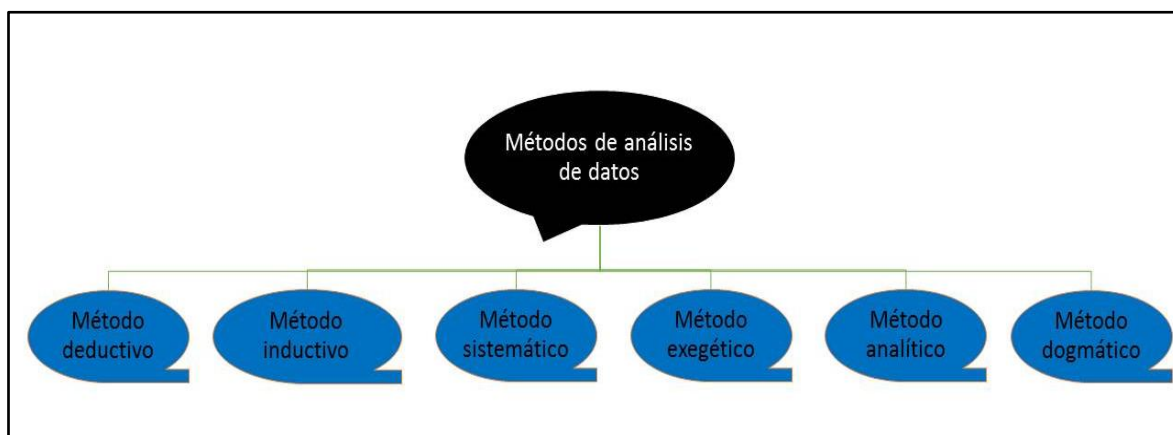 Métodos de análisis
de datos
Método
deductivo
Método
inductivo
Método
sistemático
Método
exegético
Método
analítico
Método
dogmático